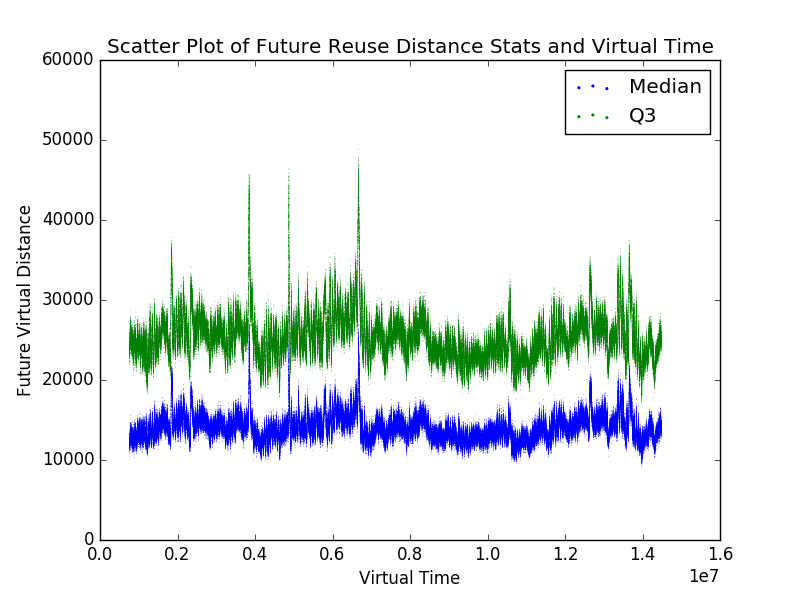 Scatter Plot of Future Reuse Distance Stats and Virtual Time
60000
50000
40000
30000
20000
10000
0
Future Virtual Distance
Median
Q3
0.0 0.2 0.4 0.6 0.8 1.0 1.2 1.4 1.6
1e7
Virtual Time